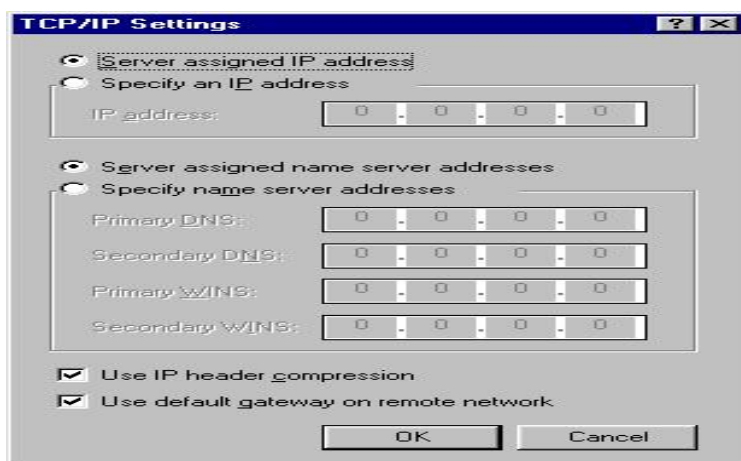 TCP/IP Settings
Server assigned IP address
Specify an IP address
IP address: 0 . 0 . 0 . 0
Server assigned name server addresses
Specify name server addresses
Primary DNS: 0 . 0 . 0 . 0
Secondary DNS: 0 . 0 . 0 . 0
Primary WINS: 0 . 0 . 0 . 0
Secondary WINS: 0 . 0 . 0 . 0
Use IP header compression
Use default gateway on remote network
OK Cancel